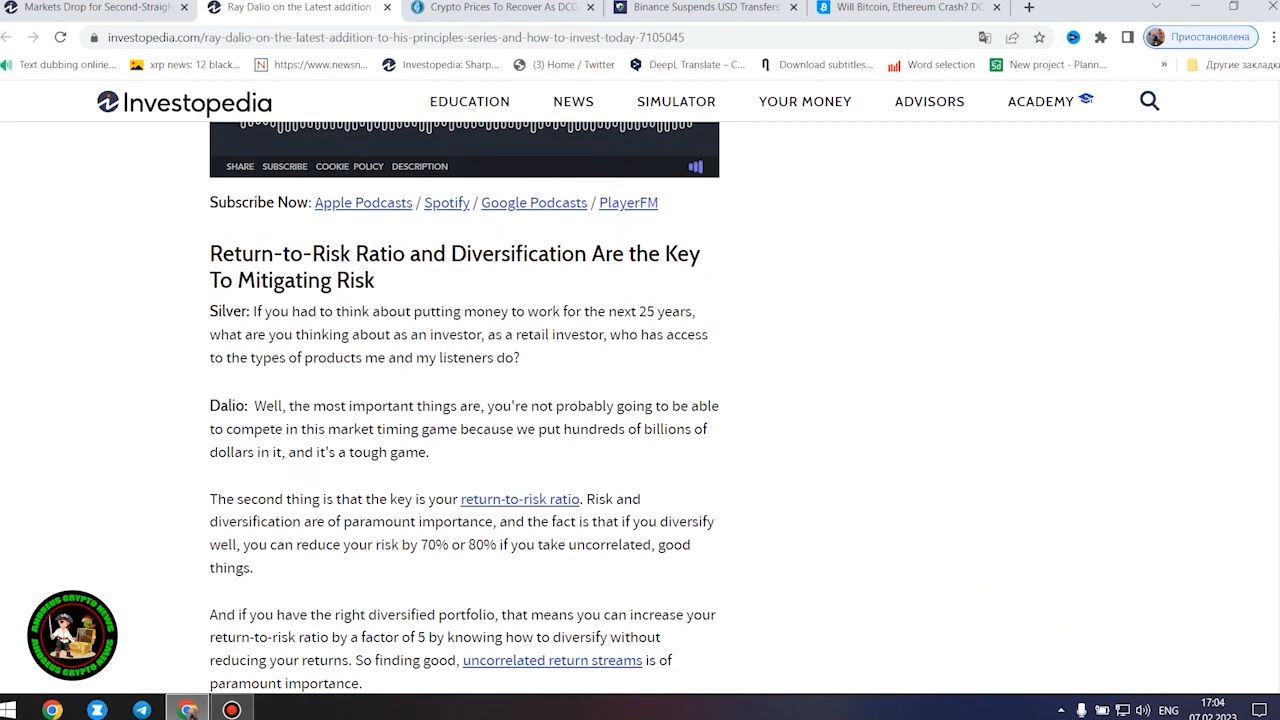 Markets Drop for Second-Straigh
Ray Dalio on the Latest addition
Crypto Prices To Recover As DCG
Binance Suspends USD Transfers
Will Bitcoin, Ethereum Crash? DC
investopedia.com/ray-dalio-on-the-latest-addition-to-his-principles-series-and-how-to-invest-today-7105045
Приостановлена
Text dubbing online...
xrp news: 12 black...
https://www.newsn...
Investopedia: Sharp...
(3) Home / Twitter
DeepL Translate – C...
Download subtitles...
Word selection
New project - Plann...
»
Другие закладки
Investopedia
EDUCATION
NEWS
SIMULATOR
YOUR MONEY
ADVISORS
ACADEMY
SHARE SUBSCRIBE COOKIE POLICY DESCRIPTION
Subscribe Now: Apple Podcasts / Spotify / Google Podcasts / PlayerFM
Return-to-Risk Ratio and Diversification Are the Key
To Mitigating Risk
Silver: If you had to think about putting money to work for the next 25 years,
what are you thinking about as an investor, as a retail investor, who has access
to the types of products me and my listeners do?
Dalio: Well, the most important things are, you're not probably going to be able
to compete in this market timing game because we put hundreds of billions of
dollars in it, and it's a tough game.
The second thing is that the key is your return-to-risk ratio. Risk and
diversification are of paramount importance, and the fact is that if you diversify
well, you can reduce your risk by 70% or 80% if you take uncorrelated, good
things.
And if you have the right diversified portfolio, that means you can increase your
return-to-risk ratio by a factor of 5 by knowing how to diversify without
reducing your returns. So finding good, uncorrelated return streams is of
paramount importance.
ANDREUS CRYPTO NEWS
ANDREUS CRYPTO NEWS
ENG
17:04
07.02.2023